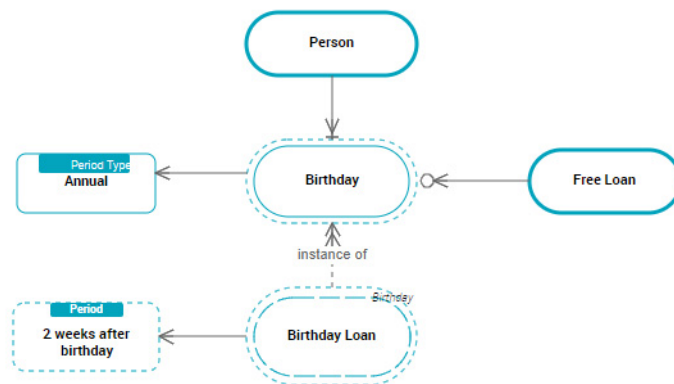 Person
Period Type
Annual
Birthday
Free Loan
instance of
Birthday
Period
2 weeks after
birthday
Birthday Loan